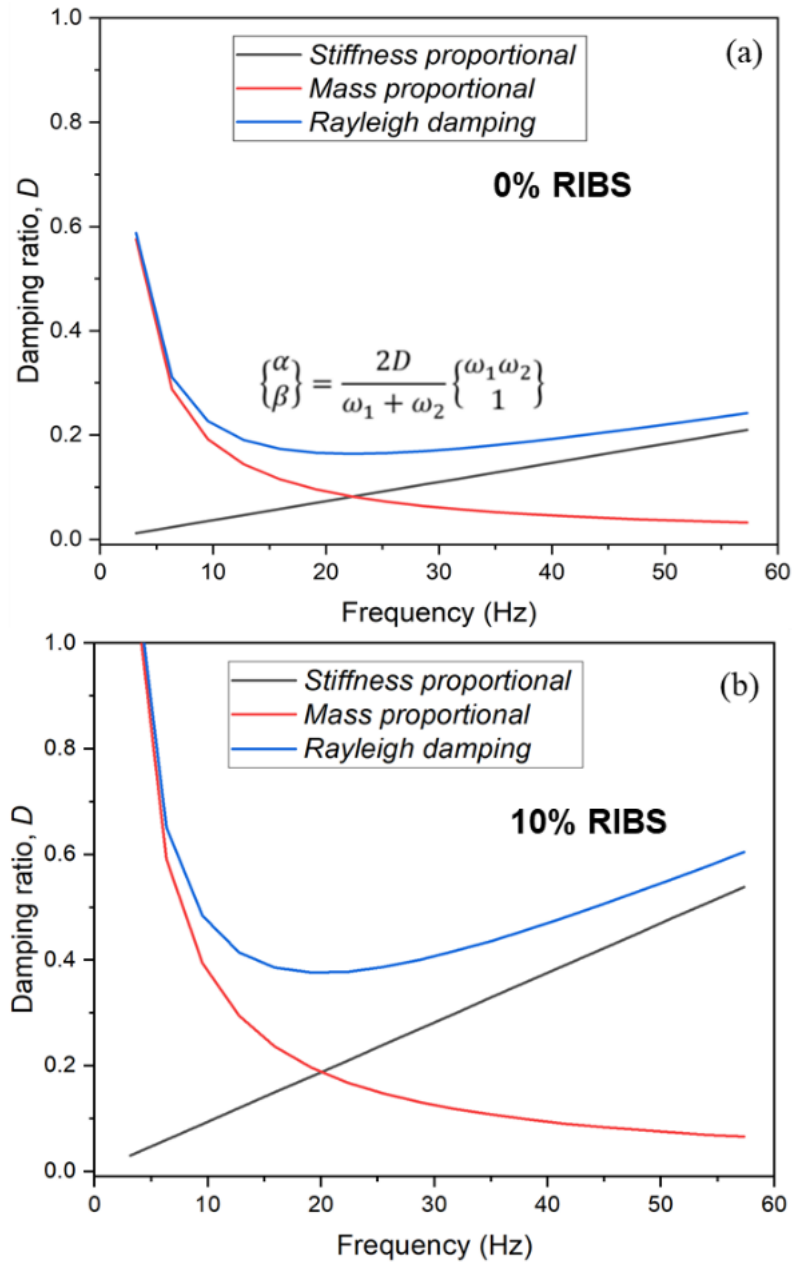 (a)
Stiffness proportional
Mass proportional
Rayleigh damping
0% RIBS
{α β} = 2D / ω₁ + ω₂ {ω₁ω₂ 1}
Damping ratio, D
1.0
0.8
0.6
0.4
0.2
0.0
0 10 20 30 40 50 60
Frequency (Hz)
(b)
Stiffness proportional
Mass proportional
Rayleigh damping
10% RIBS
Damping ratio, D
1.0
0.8
0.6
0.4
0.2
0.0
0 10 20 30 40 50 60
Frequency (Hz)